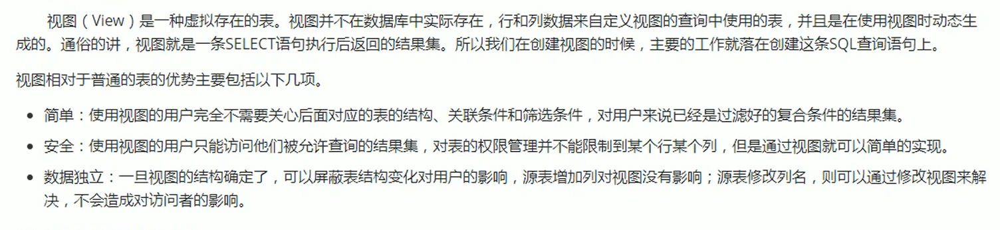 视图（View）是一种虚拟存在的表。视图并不在数据库中实际存在，行和列数据来自定义视图的查询中使用的表，并且是在使用视图时动态生
成的。通俗的讲，视图就是一条SELECT语句执行后返回的结果集。所以我们在创建视图的时候，主要的工作就落在创建这条SQL查询语句上。
视图相对于普通的表的优势主要包括以下几项。
• 简单：使用视图的用户完全不需要关心后面对应的表的结构、关联条件和筛选条件，对用户来说已经是过滤好的复合条件的结果集。
• 安全：使用视图的用户只能访问他们被允许查询的结果集，对表的权限管理并不能限制到某个行某个列，但是通过视图就可以简单的实现。
• 数据独立：一旦视图的结构确定了，可以屏蔽表结构变化对用户的影响，源表增加列对视图没有影响；源表修改列名，则可以通过修改视图来解
决，不会造成对访问者的影响。